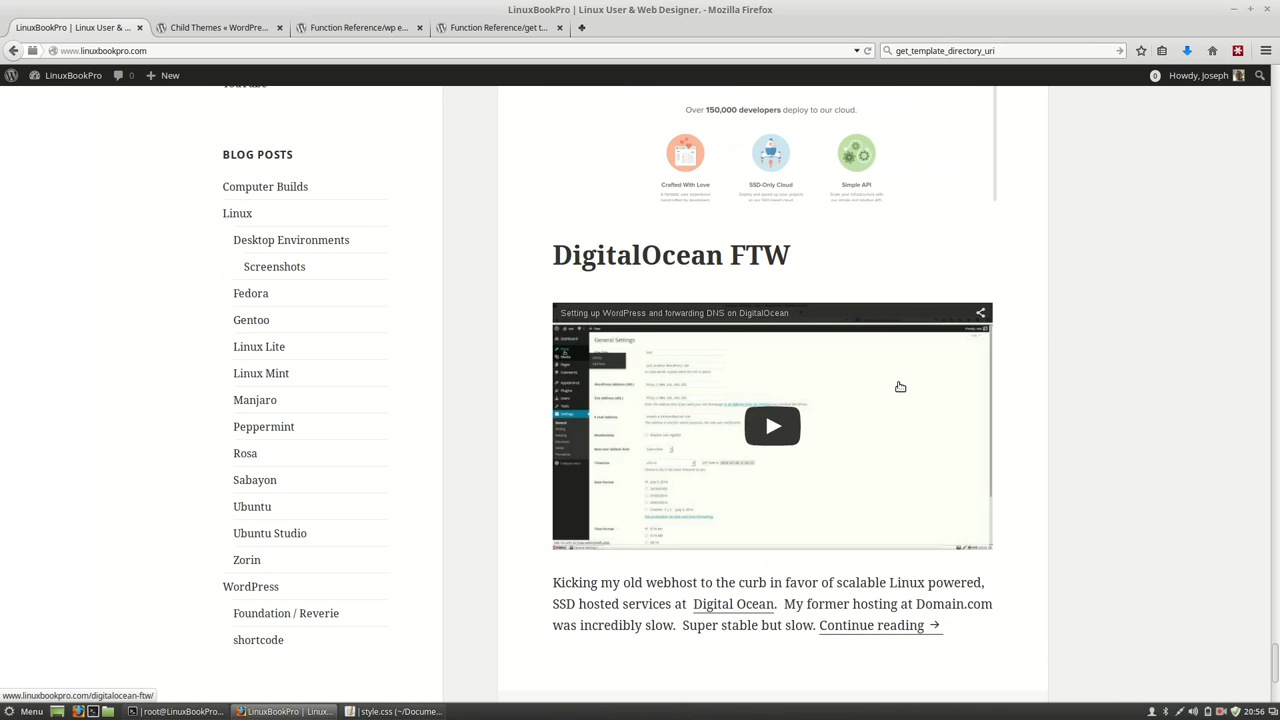 LinuxBookPro | Linux User & Web Designer. - Mozilla Firefox
LinuxBookPro | Linux User & ...
Child Themes « WordPre...
Function Reference/wp e...
Function Reference/get t...
www.linuxbookpro.com
get_template_directory_uri
LinuxBookPro
0
New
0
Howdy, Joseph
YouTube
BLOG POSTS
Computer Builds
Linux
Desktop Environments
Screenshots
Fedora
Gentoo
Linux Lite
Linux Mint
Manjaro
Peppermint
Rosa
Sabayon
Ubuntu
Ubuntu Studio
Zorin
WordPress
Foundation / Reverie
shortcode
Over 150,000 developers deploy to our cloud.
Crafted With Love
SSD-Only Cloud
Simple API
DigitalOcean FTW
Setting up WordPress and forwarding DNS on DigitalOcean
General Settings
Kicking my old webhost to the curb in favor of scalable Linux powered,
SSD hosted services at Digital Ocean. My former hosting at Domain.com
was incredibly slow. Super stable but slow. Continue reading →
www.linuxbookpro.com/digitalocean-ftw/
Menu
root@LinuxBookPro...
LinuxBookPro | Linux...
style.css (~/Docume...
20:56